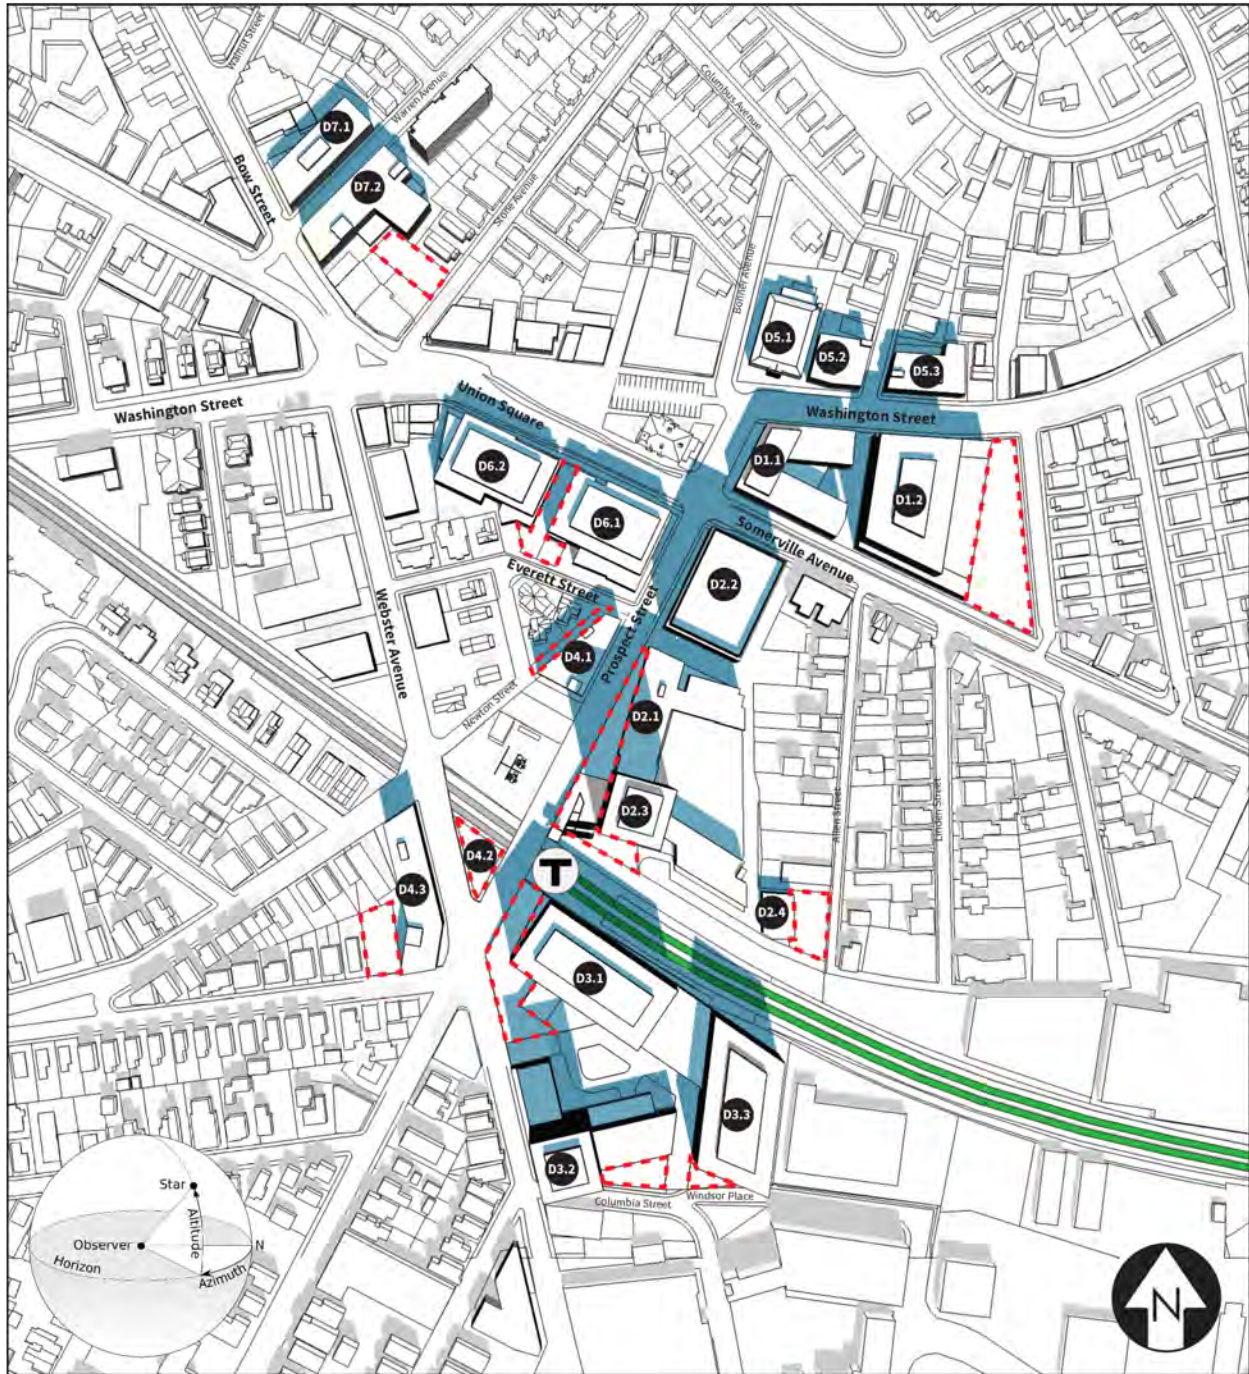 Walnut Street
Warren Avenue
Columbus Avenue
D7.1
Bow Street
D7.2
Stone Avenue
Bonner Avenue
D5.1
D5.2
D5.3
Washington Street
Union Square
Washington Street
D6.2
D1.1
D1.2
D6.1
Somerville Avenue
Everett Street
D2.2
Webster Avenue
Prospect Street
D4.1
Newton Street
D2.1
D2.3
Allen Street
Linden Street
D4.2
T
D4.3
D2.4
D3.1
D3.3
D3.2
Columbia Street
Windsor Place
Star
Altitude
Observer
N
Horizon
Azimuth
N